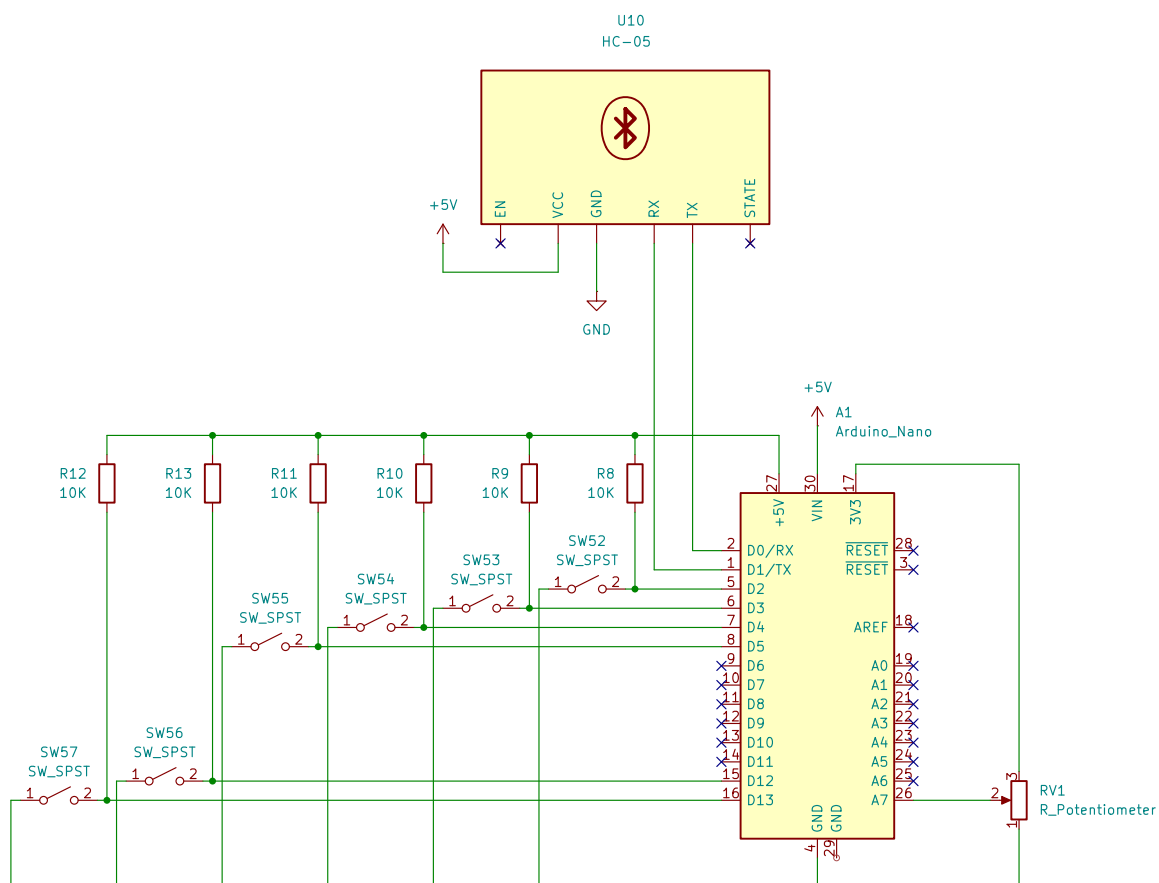 U10
HC-05
EN
VCC
GND
RX
TX
STATE
+5V
GND
+5V
A1
Arduino_Nano
R12
10K
R13
10K
R11
10K
R10
10K
R9
10K
R8
10K
27
30
17
+5V
VIN
3V3
SW52
SW_SPST
1 2
SW53
SW_SPST
1 2
SW54
SW_SPST
1 2
SW55
SW_SPST
1 2
SW56
SW_SPST
1 2
SW57
SW_SPST
1 2
2 D0/RX
1 D1/TX
5 D2
6 D3
7 D4
8 D5
9 D6
10 D7
11 D8
12 D9
13 D10
14 D11
15 D12
16 D13
RESET 28
RESET 3
AREF 18
A0 19
A1 20
A2 21
A3 22
A4 23
A5 24
A6 25
A7 26
GND
GND
4
29
3
2
1
RV1
R_Potentiometer